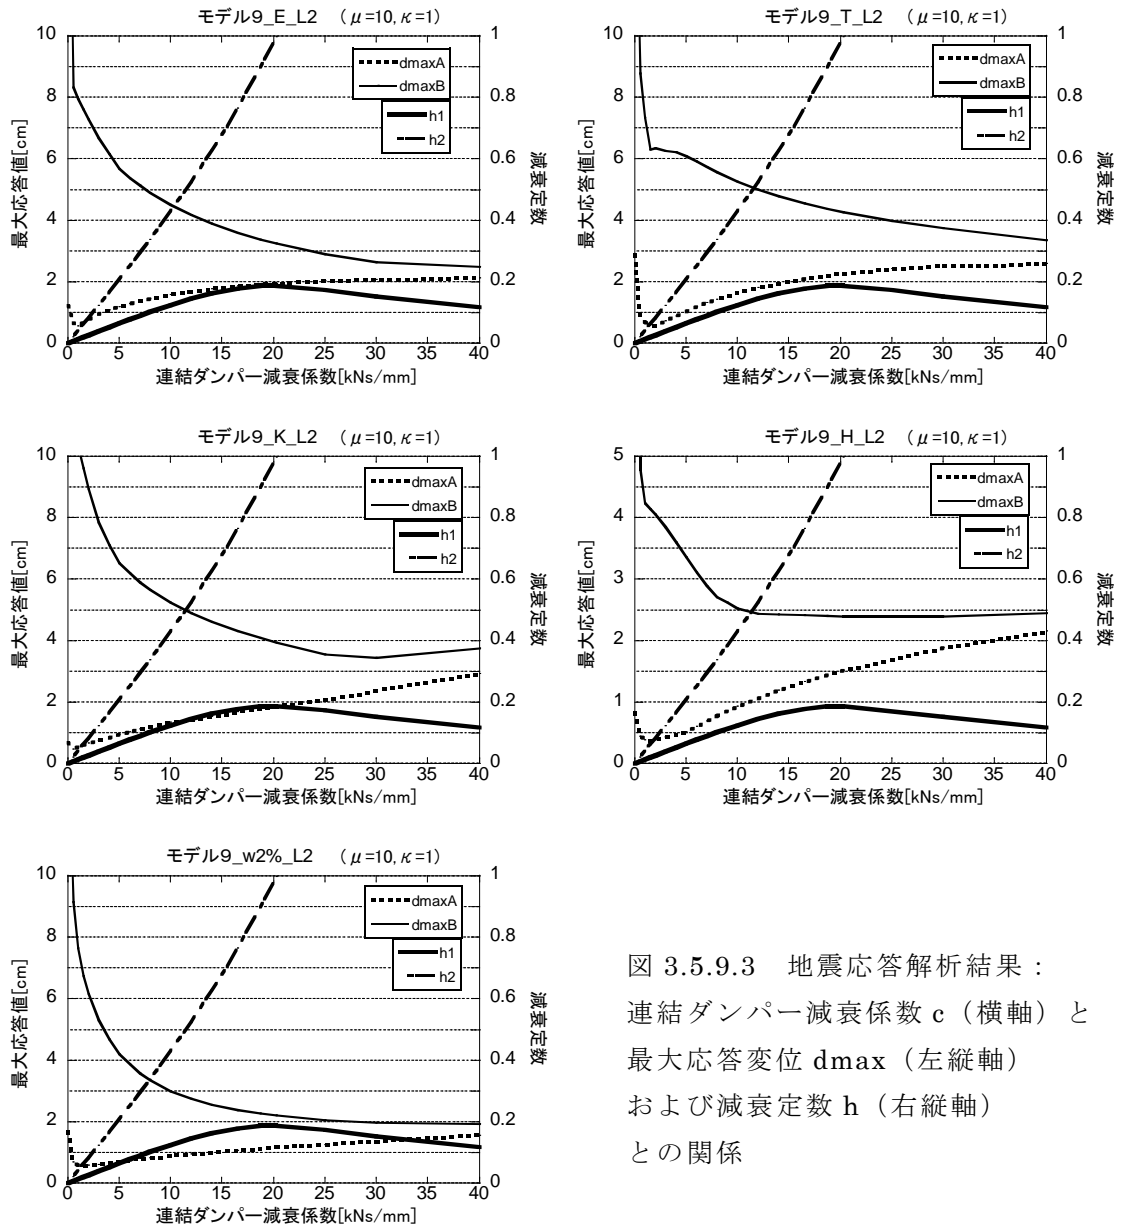 モデル9_E_L2 （μ=10, κ=1）
10
8
6
4
2
0
最大応答値[cm]
dmaxA
dmaxB
h1
h2
1
0.8
0.6
0.4
0.2
0
減衰定数
0 5 10 15 20 25 30 35 40
連結ダンパー減衰係数[kNs/mm]
モデル9_T_L2 （μ=10, κ=1）
10
8
6
4
2
0
最大応答値[cm]
dmaxA
dmaxB
h1
h2
1
0.8
0.6
0.4
0.2
0
減衰定数
0 5 10 15 20 25 30 35 40
連結ダンパー減衰係数[kNs/mm]
モデル9_K_L2 （μ=10, κ=1）
10
8
6
4
2
0
最大応答値[cm]
dmaxA
dmaxB
h1
h2
1
0.8
0.6
0.4
0.2
0
減衰定数
0 5 10 15 20 25 30 35 40
連結ダンパー減衰係数[kNs/mm]
モデル9_H_L2 （μ=10, κ=1）
5
4
3
2
1
0
最大応答値[cm]
dmaxA
dmaxB
h1
h2
1
0.8
0.6
0.4
0.2
0
減衰定数
0 5 10 15 20 25 30 35 40
連結ダンパー減衰係数[kNs/mm]
モデル9_w2%_L2 （μ=10, κ=1）
10
8
6
4
2
0
最大応答値[cm]
dmaxA
dmaxB
h1
h2
1
0.8
0.6
0.4
0.2
0
減衰定数
0 5 10 15 20 25 30 35 40
連結ダンパー減衰係数[kNs/mm]
図 3.5.9.3 地震応答解析結果：
連結ダンパー減衰係数 c（横軸）と
最大応答変位 dmax（左縦軸）
および減衰定数 h（右縦軸）
との関係